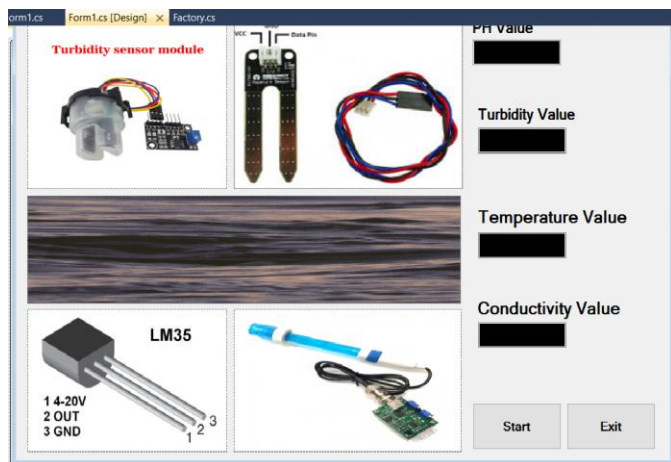 orm1.cs Form1.cs [Design] × Factory.cs
Turbidity sensor module
VCC Data Pin
PH Value
Turbidity Value
Temperature Value
Conductivity Value
LM35
1 4-20V
2 OUT
3 GND
1 2 3
Start Exit